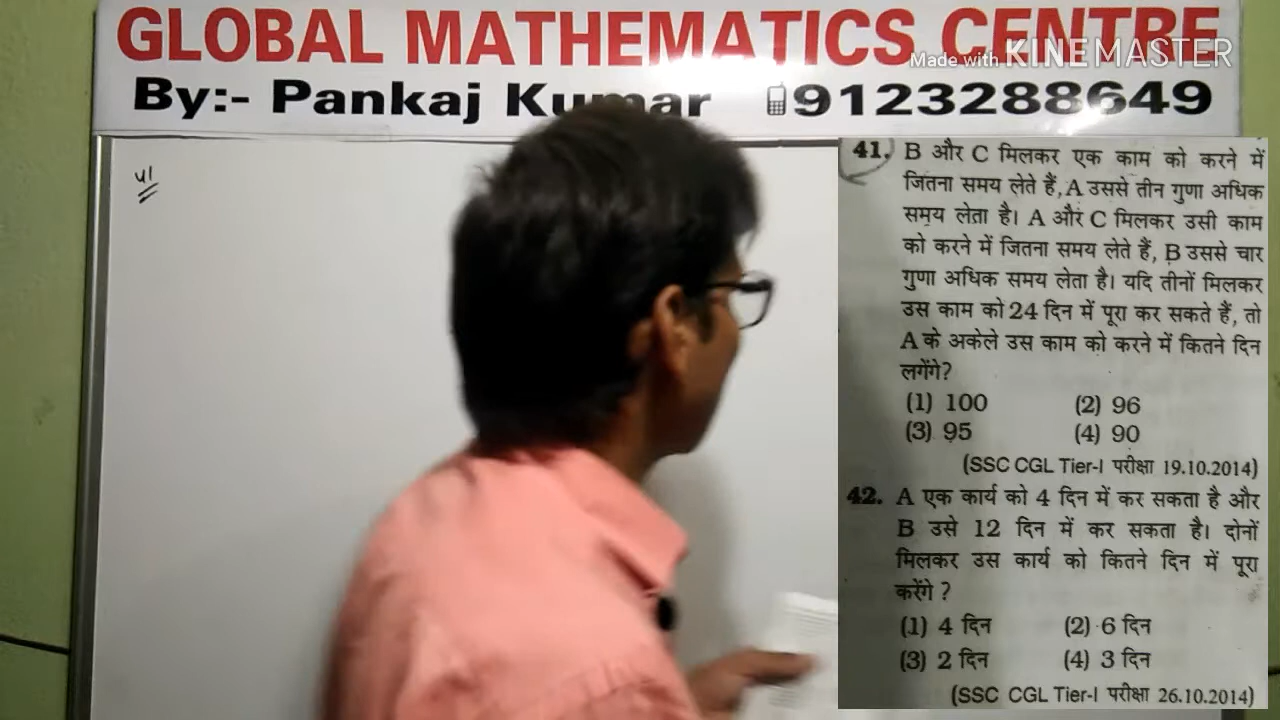 GLOBAL MATHEMATICS CENTRE
Made with KINEMASTER
By:- Pankaj Kumar 9123288649
41
41. B और C मिलकर एक काम को करने में
जितना समय लेते हैं, A उससे तीन गुणा अधिक
समय लेता है। A और C मिलकर उसी काम
को करने में जितना समय लेते हैं, B उससे चार
गुणा अधिक समय लेता है। यदि तीनों मिलकर
उस काम को 24 दिन में पूरा कर सकते हैं, तो
A के अकेले उस काम को करने में कितने दिन
लगेंगे?
(1) 100 (2) 96
(3) 95 (4) 90
(SSC CGL Tier-I परीक्षा 19.10.2014)
42. A एक कार्य को 4 दिन में कर सकता है और
B उसे 12 दिन में कर सकता है। दोनों
मिलकर उस कार्य को कितने दिन में पूरा
करेंगे ?
(1) 4 दिन (2) 6 दिन
(3) 2 दिन (4) 3 दिन
(SSC CGL Tier-I परीक्षा 26.10.2014)